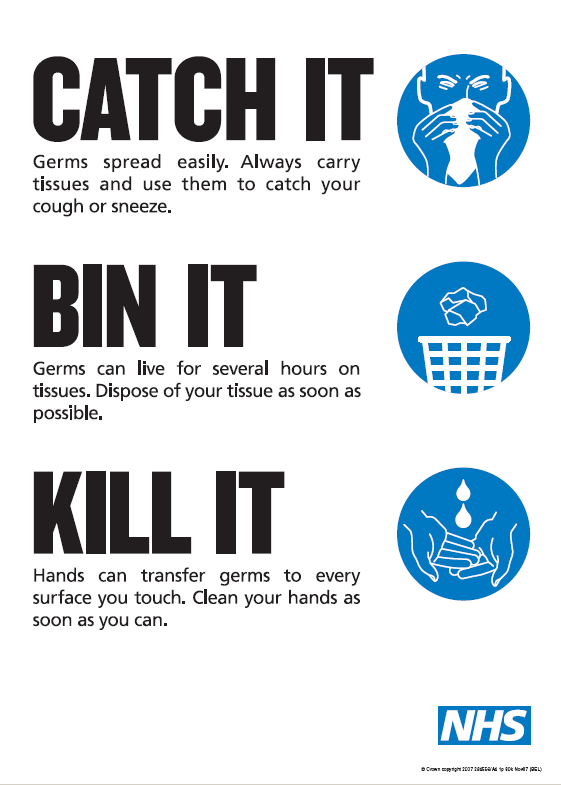 CATCH IT
Germs spread easily. Always carry
tissues and use them to catch your
cough or sneeze.
BIN IT
Germs can live for several hours on
tissues. Dispose of your tissue as soon as
possible.
KILL IT
Hands can transfer germs to every
surface you touch. Clean your hands as
soon as you can.
NHS
© Crown copyright 2007